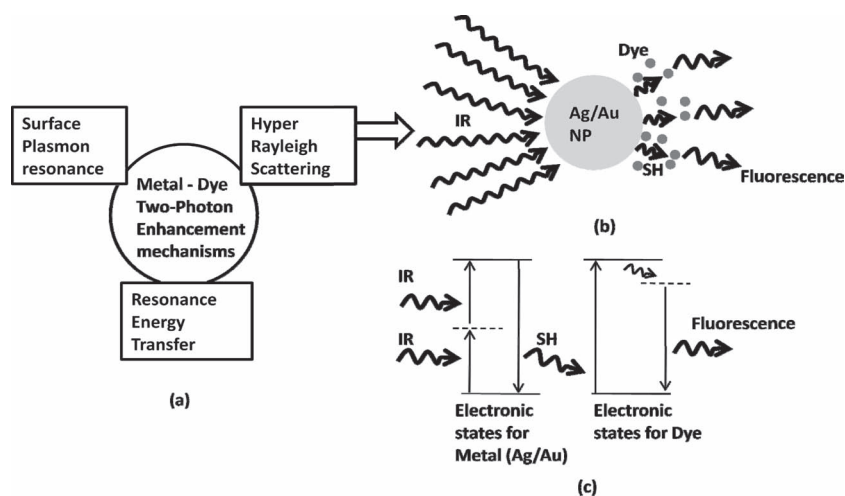 Surface
Plasmon
resonance
Hyper
Rayleigh
Scattering
Metal - Dye
Two-Photon
Enhancement
mechanisms
Resonance
Energy
Transfer
(a)
IR
Ag/Au
NP
Dye
SH
Fluorescence
(b)
IR
IR
SH
Fluorescence
Electronic
states for
Metal (Ag/Au)
Electronic
states for Dye
(c)